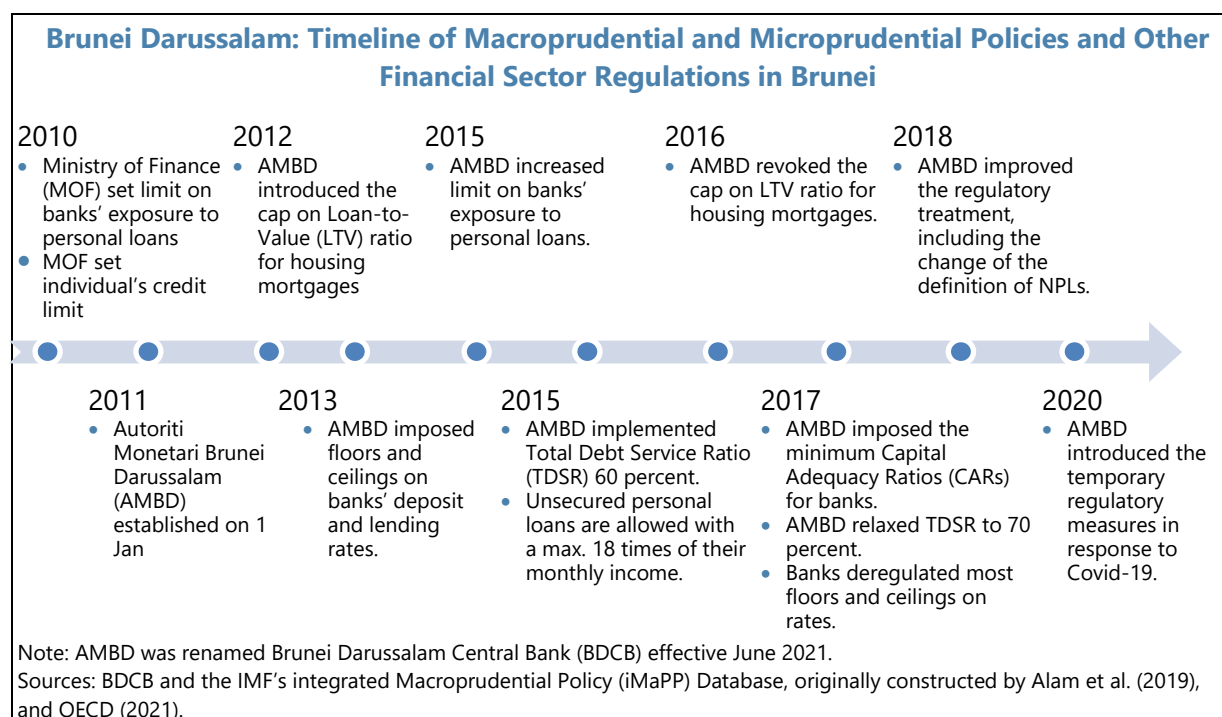 Brunei Darussalam: Timeline of Macroprudential and Microprudential Policies and Other
Financial Sector Regulations in Brunei
2010
• Ministry of Finance
(MOF) set limit on
banks' exposure to
personal loans
• MOF set
individual's credit
limit
2012
• AMBD
introduced the
cap on Loan-to-
Value (LTV) ratio
for housing
mortgages
2015
• AMBD increased
limit on banks'
exposure to
personal loans.
2016
• AMBD revoked the
cap on LTV ratio for
housing mortgages.
2018
• AMBD improved
the regulatory
treatment,
including the
change of the
definition of NPLs.
2011
• Autoriti
Monetari Brunei
Darussalam
(AMBD)
established on 1
Jan
2013
• AMBD imposed
floors and
ceilings on
banks' deposit
and lending
rates.
2015
• AMBD implemented
Total Debt Service Ratio
(TDSR) 60 percent.
• Unsecured personal
loans are allowed with
a max. 18 times of their
monthly income.
2017
• AMBD imposed the
minimum Capital
Adequacy Ratios (CARs)
for banks.
• AMBD relaxed TDSR to 70
percent.
• Banks deregulated most
floors and ceilings on
rates.
2020
• AMBD
introduced the
temporary
regulatory
measures in
response to
Covid-19.
Note: AMBD was renamed Brunei Darussalam Central Bank (BDCB) effective June 2021.
Sources: BDCB and the IMF's integrated Macroprudential Policy (iMaPP) Database, originally constructed by Alam et al. (2019),
and OECD (2021).